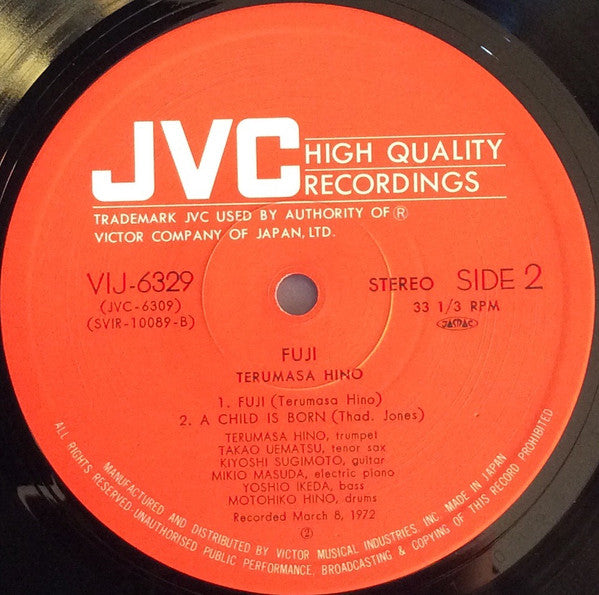 JVC
HIGH QUALITY
RECORDINGS
TRADEMARK JVC USED BY AUTHORITY OF ®
VICTOR COMPANY OF JAPAN, LTD.
VIJ-6329
(JVC-6309)
(SVIR-10089-B)
STEREO SIDE 2
33 1/3 RPM
JASRAC
FUJI
TERUMASA HINO
1. FUJI (Terumasa Hino)
2. A CHILD IS BORN (Thad. Jones)
TERUMASA HINO, trumpet
TAKAO UEMATSU, tenor sax
KIYOSHI SUGIMOTO, guitar
MIKIO MASUDA, electric piano
YOSHIO IKEDA, bass
MOTOHIKO HINO, drums
Recorded March 8, 1972
②
MANUFACTURED AND DISTRIBUTED BY VICTOR MUSICAL INDUSTRIES, INC. MADE IN JAPAN
ALL RIGHTS RESERVED UNAUTHORISED PUBLIC PERFORMANCE, BROADCASTING & COPYING OF THIS RECORD PROHIBITED